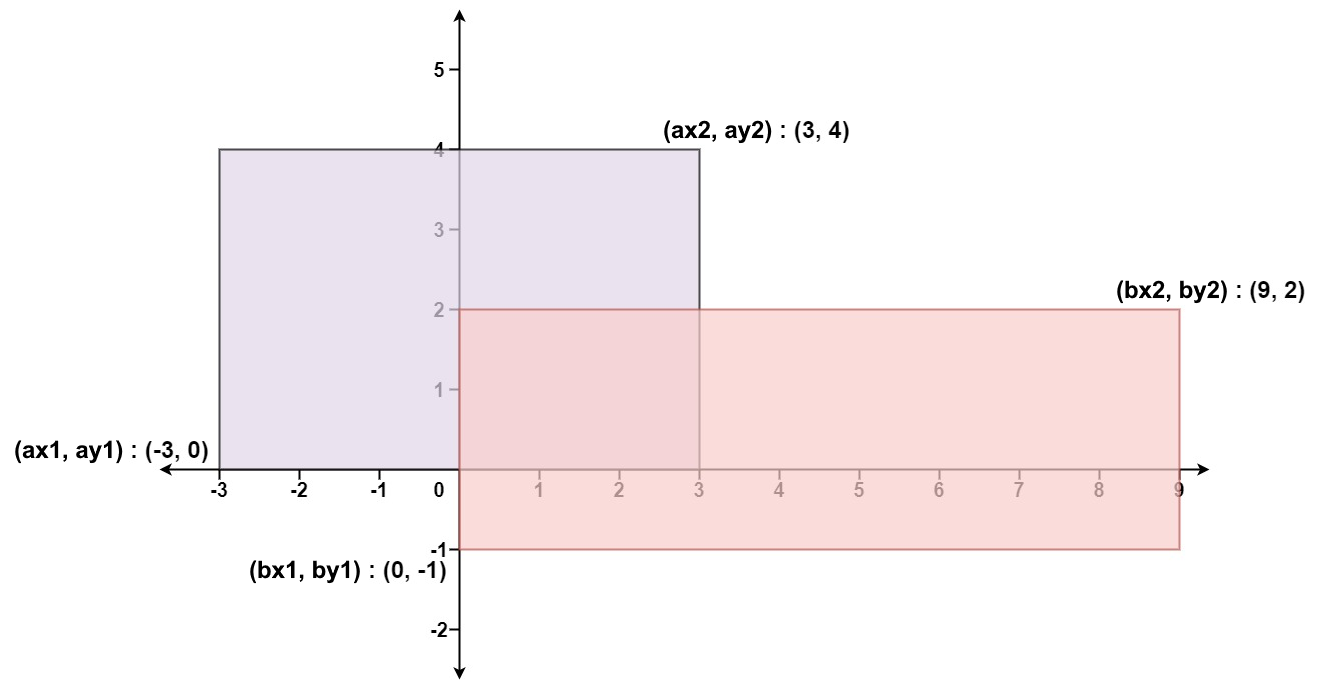 5
(ax2, ay2) : (3, 4)
4
3
(bx2, by2) : (9, 2)
2
1
(ax1, ay1) : (-3, 0)
-3 -2 -1 0 1 2 3 4 5 6 7 8 9
-1
(bx1, by1) : (0, -1)
-2